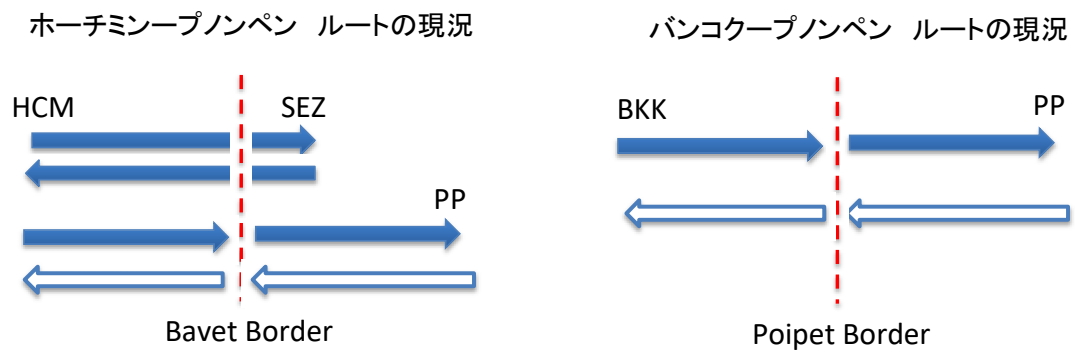 ホーチミンープノンペン　ルートの現況
HCM
SEZ
PP
Bavet Border
バンコクープノンペン　ルートの現況
BKK
PP
Poipet Border